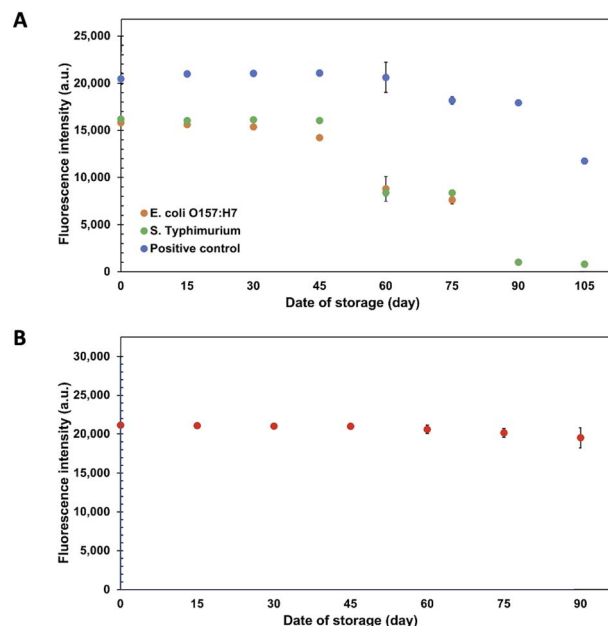 A
25,000
20,000
15,000
10,000
5,000
0
Fluorescence intensity (a.u.)
E. coli O157:H7
S. Typhimurium
Positive control
0 15 30 45 60 75 90 105
Date of storage (day)
B
30,000
25,000
20,000
15,000
10,000
5,000
0
Fluorescence intensity (a.u.)
0 15 30 45 60 75 90
Date of storage (day)